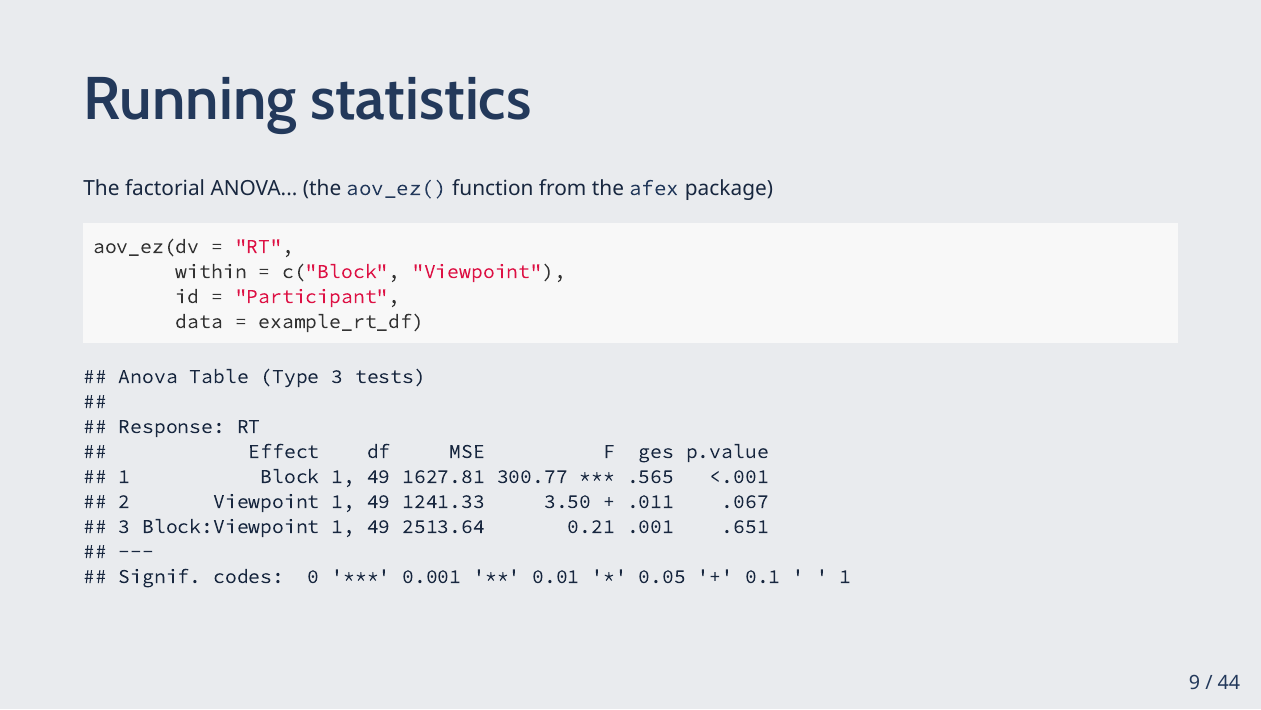 Running statistics
The factorial ANOVA... (the aov_ez() function from the afex package)
aov_ez(dv = "RT",
       within = c("Block", "Viewpoint"),
       id = "Participant",
       data = example_rt_df)
## Anova Table (Type 3 tests)
##
## Response: RT
##            Effect    df     MSE          F  ges p.value
## 1           Block 1, 49 1627.81 300.77 *** .565   <.001
## 2       Viewpoint 1, 49 1241.33     3.50 + .011    .067
## 3 Block:Viewpoint 1, 49 2513.64       0.21 .001    .651
## ---
## Signif. codes:  0 '***' 0.001 '**' 0.01 '*' 0.05 '+' 0.1 ' ' 1
9 / 44